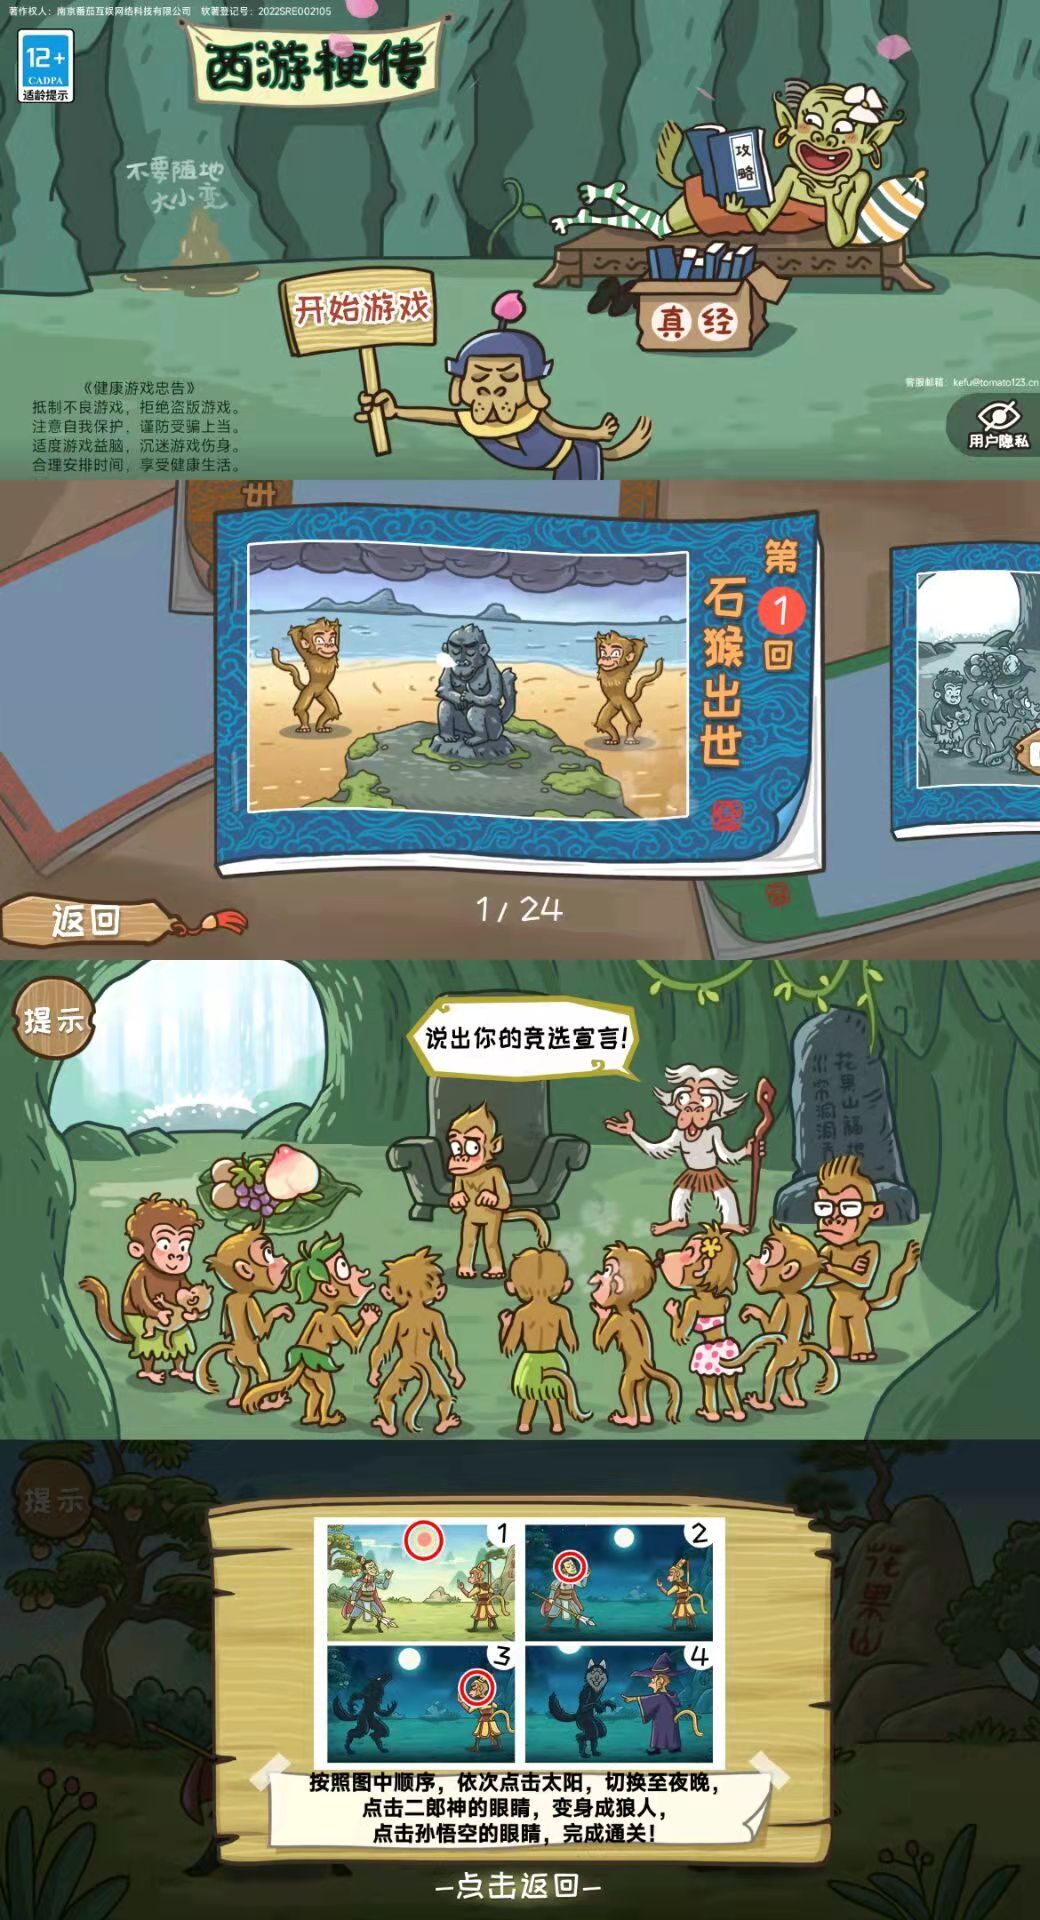 著作权人：南京番茄互娱网络科技有限公司 软著登记号：2022SRE002105
12+
CADPA
适龄提示
西游梗传
不要随地
大小变
攻略
真经
开始游戏
《健康游戏忠告》
抵制不良游戏，拒绝盗版游戏。
注意自我保护，谨防受骗上当。
适度游戏益脑，沉迷游戏伤身。
合理安排时间，享受健康生活。
客服邮箱：kefu@tomato123.cn
用户隐私
第1回
石猴出世
返回
1/24
提示
说出你的竞选宣言!
花果山福地
提示
花果山
1
2
3
4
按照图中顺序，依次点击太阳，切换至夜晚，
点击二郎神的眼睛，变身成狼人，
点击孙悟空的眼睛，完成通关！
–点击返回–